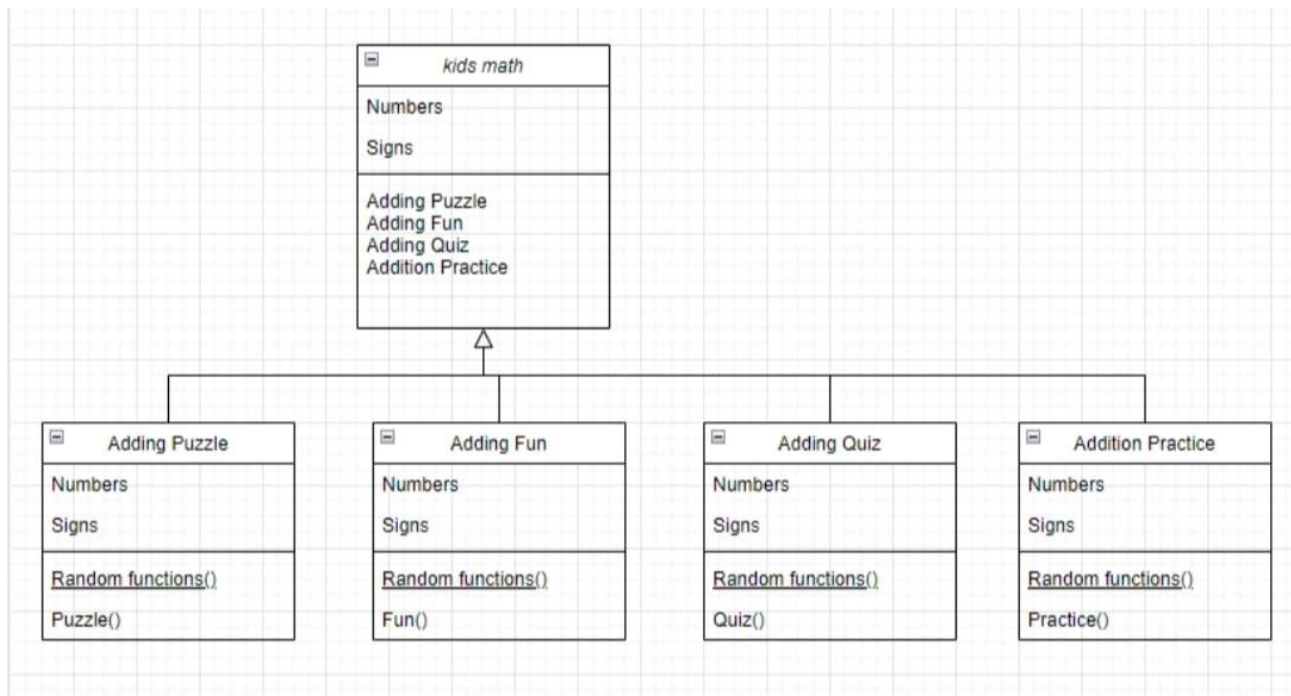 kids math
Numbers
Signs
Adding Puzzle
Adding Fun
Adding Quiz
Addition Practice
Adding Puzzle
Numbers
Signs
Random functions()
Puzzle()
Adding Fun
Numbers
Signs
Random functions()
Fun()
Adding Quiz
Numbers
Signs
Random functions()
Quiz()
Addition Practice
Numbers
Signs
Random functions()
Practice()